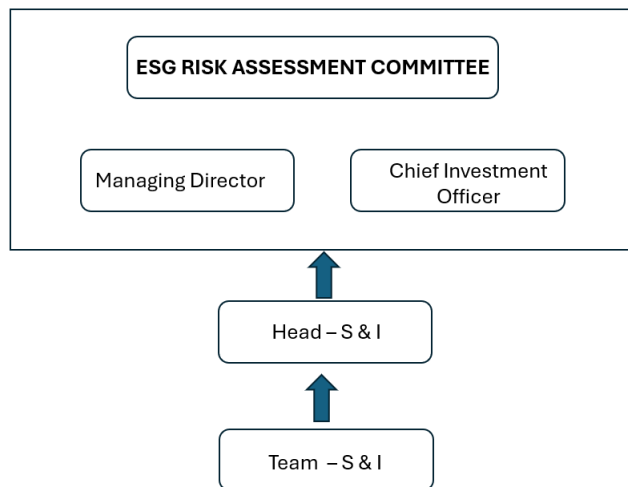 ESG RISK ASSESSMENT COMMITTEE
Managing Director
Chief Investment
Officer
Head – S & I
Team – S & I